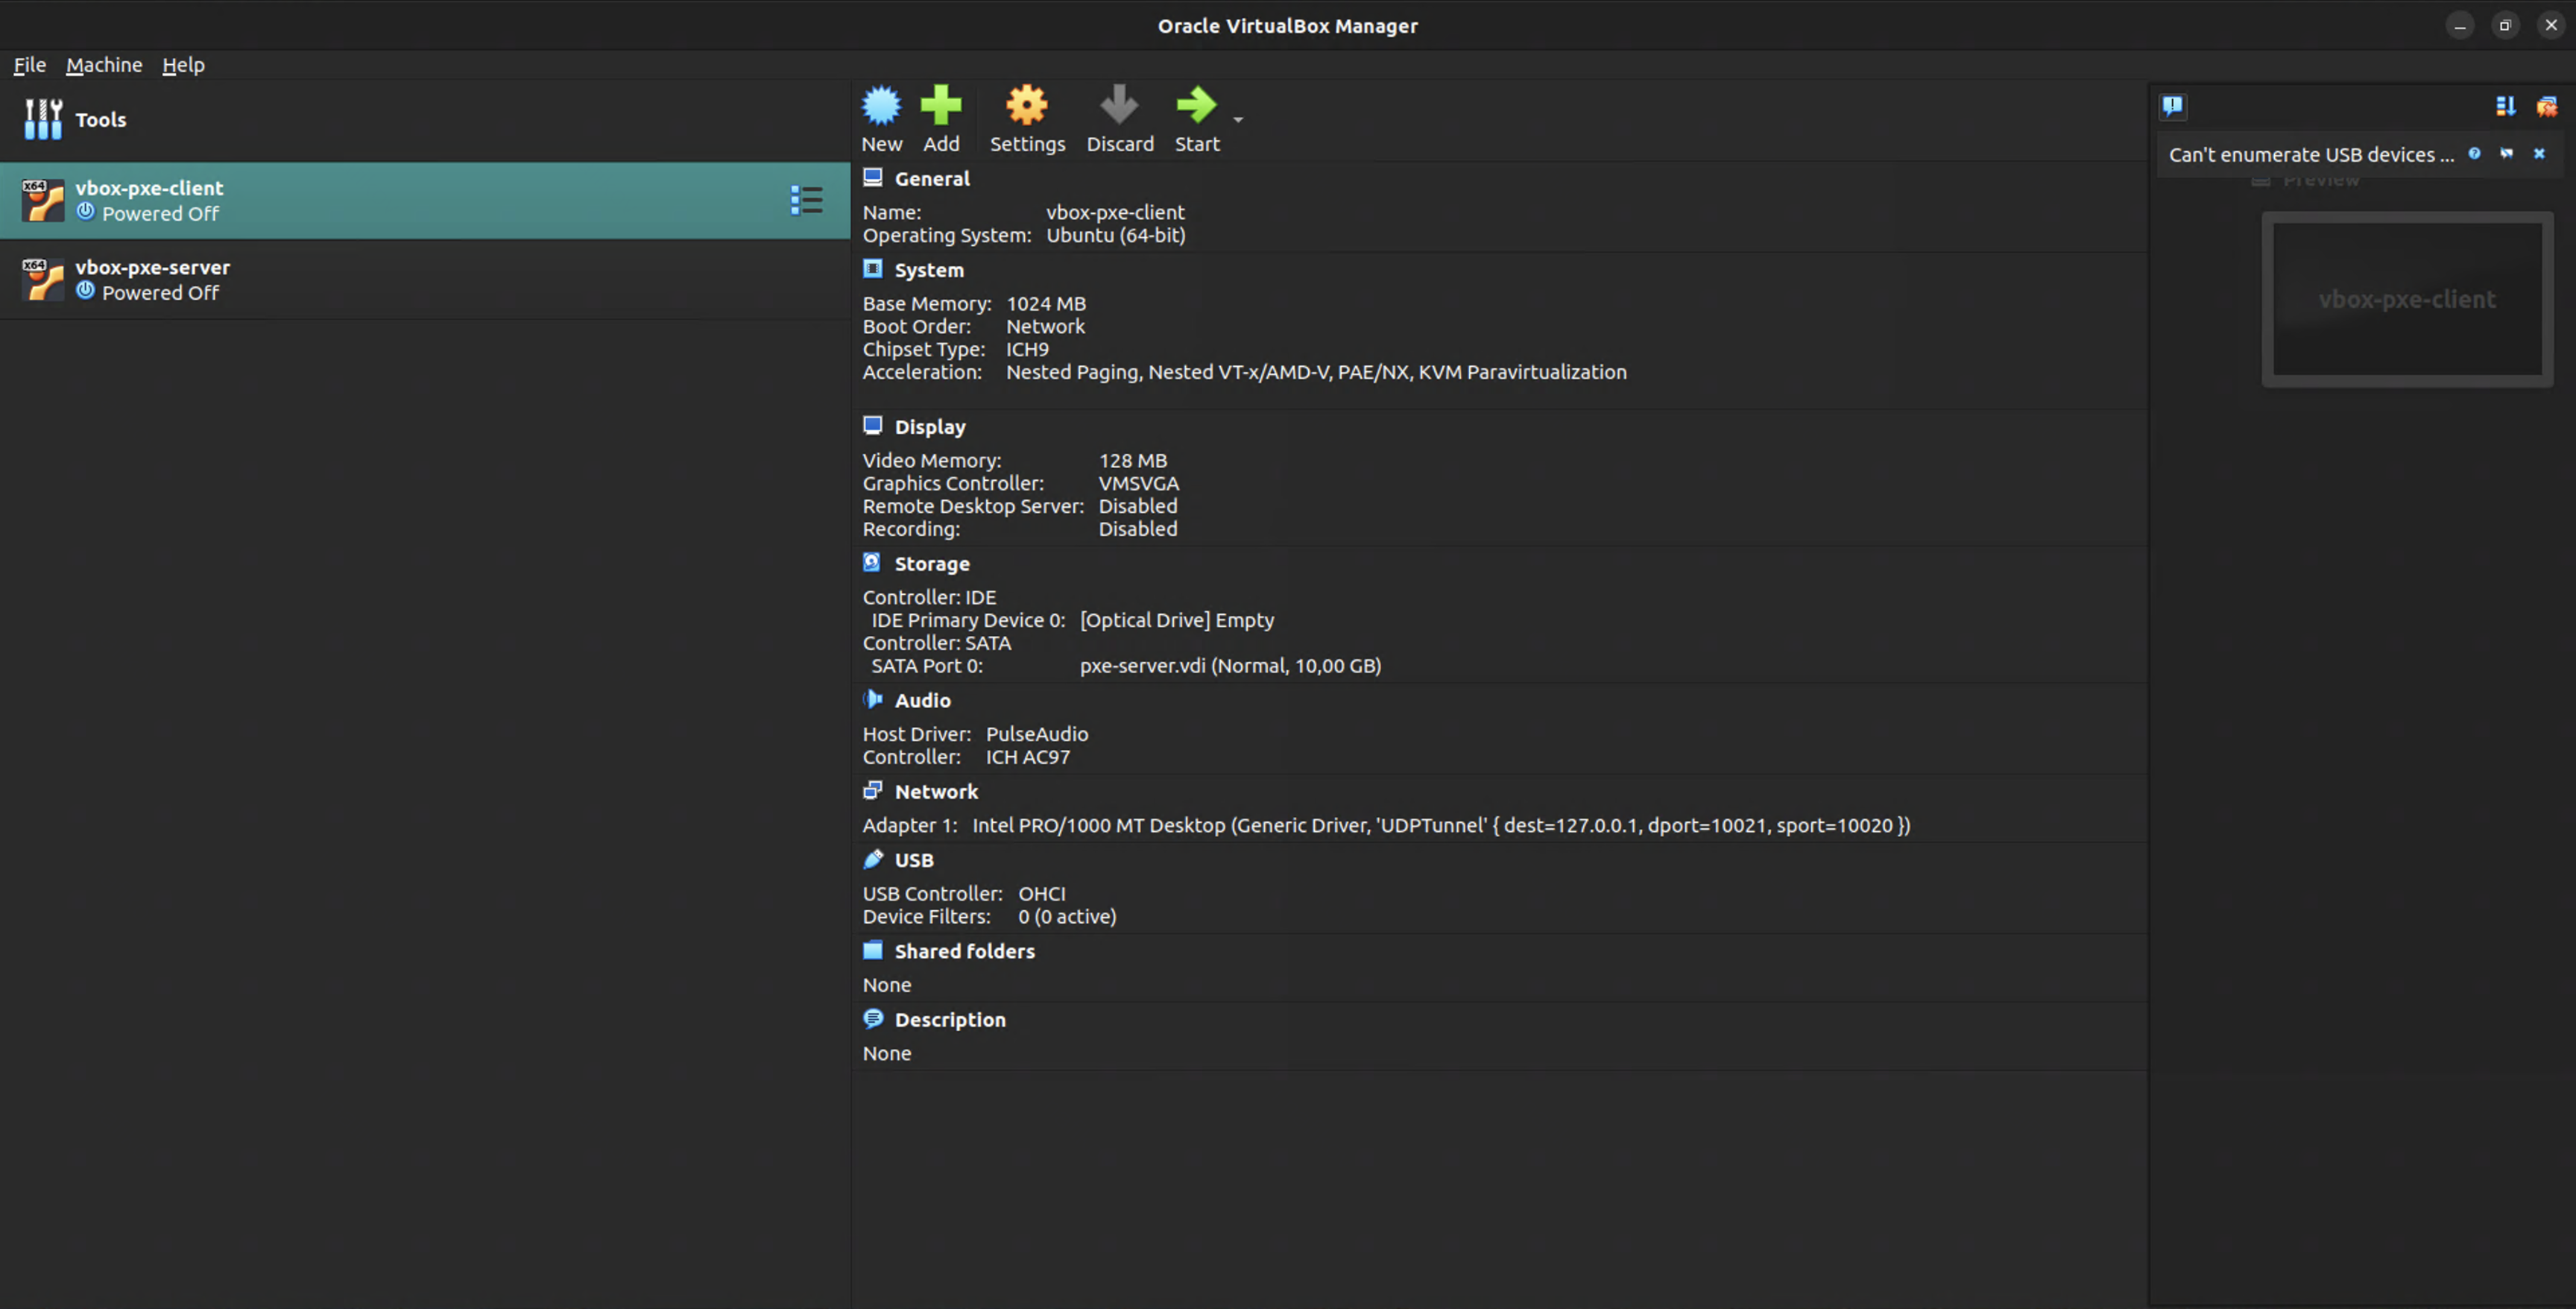 Oracle VirtualBox Manager
File Machine Help
Tools
x64
vbox-pxe-client
Powered Off
x64
vbox-pxe-server
Powered Off
New Add Settings Discard Start
General
Name: vbox-pxe-client
Operating System: Ubuntu (64-bit)
System
Base Memory: 1024 MB
Boot Order: Network
Chipset Type: ICH9
Acceleration: Nested Paging, Nested VT-x/AMD-V, PAE/NX, KVM Paravirtualization
Display
Video Memory: 128 MB
Graphics Controller: VMSVGA
Remote Desktop Server: Disabled
Recording: Disabled
Storage
Controller: IDE
IDE Primary Device 0: [Optical Drive] Empty
Controller: SATA
SATA Port 0: pxe-server.vdi (Normal, 10,00 GB)
Audio
Host Driver: PulseAudio
Controller: ICH AC97
Network
Adapter 1: Intel PRO/1000 MT Desktop (Generic Driver, 'UDPTunnel' { dest=127.0.0.1, dport=10021, sport=10020 })
USB
USB Controller: OHCI
Device Filters: 0 (0 active)
Shared folders
None
Description
None
Can't enumerate USB devices ...
Preview
vbox-pxe-client